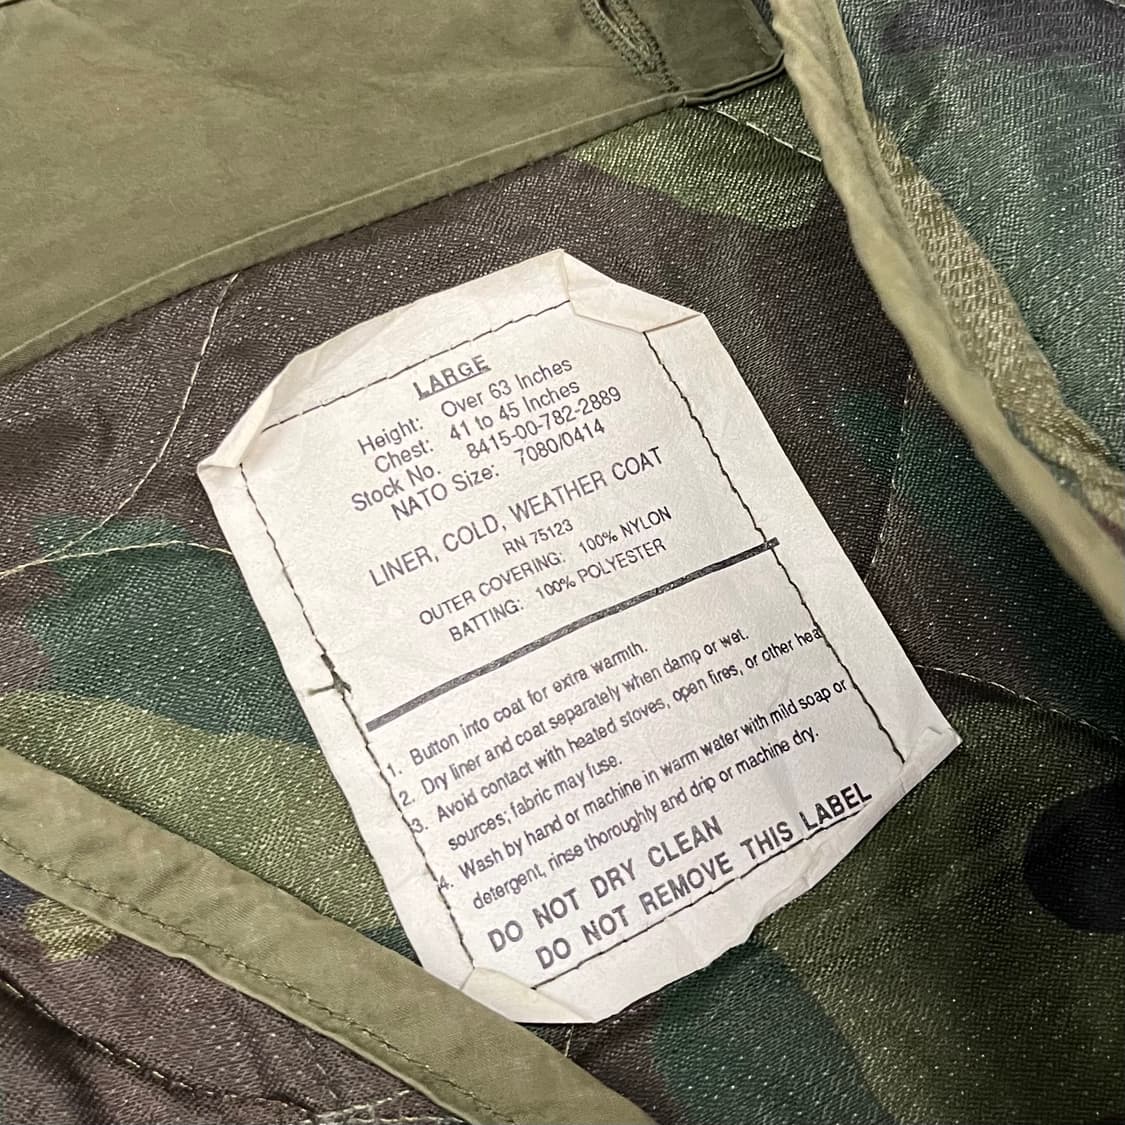 LARGE
Height: Over 63 Inches
Chest: 41 to 45 Inches
Stock No. 8415-00-782-2889
NATO Size: 7080/0414
LINER, COLD, WEATHER COAT
RN 75123
OUTER COVERING: 100% NYLON
BATTING: 100% POLYESTER
1. Button into coat for extra warmth.
2. Dry liner and coat separately when damp or wet.
3. Avoid contact with heated stoves, open fires, or other hea
sources; fabric may fuse.
4. Wash by hand or machine in warm water with mild soap or
detergent, rinse thoroughly and drip or machine dry.
DO NOT DRY CLEAN
DO NOT REMOVE THIS LABEL